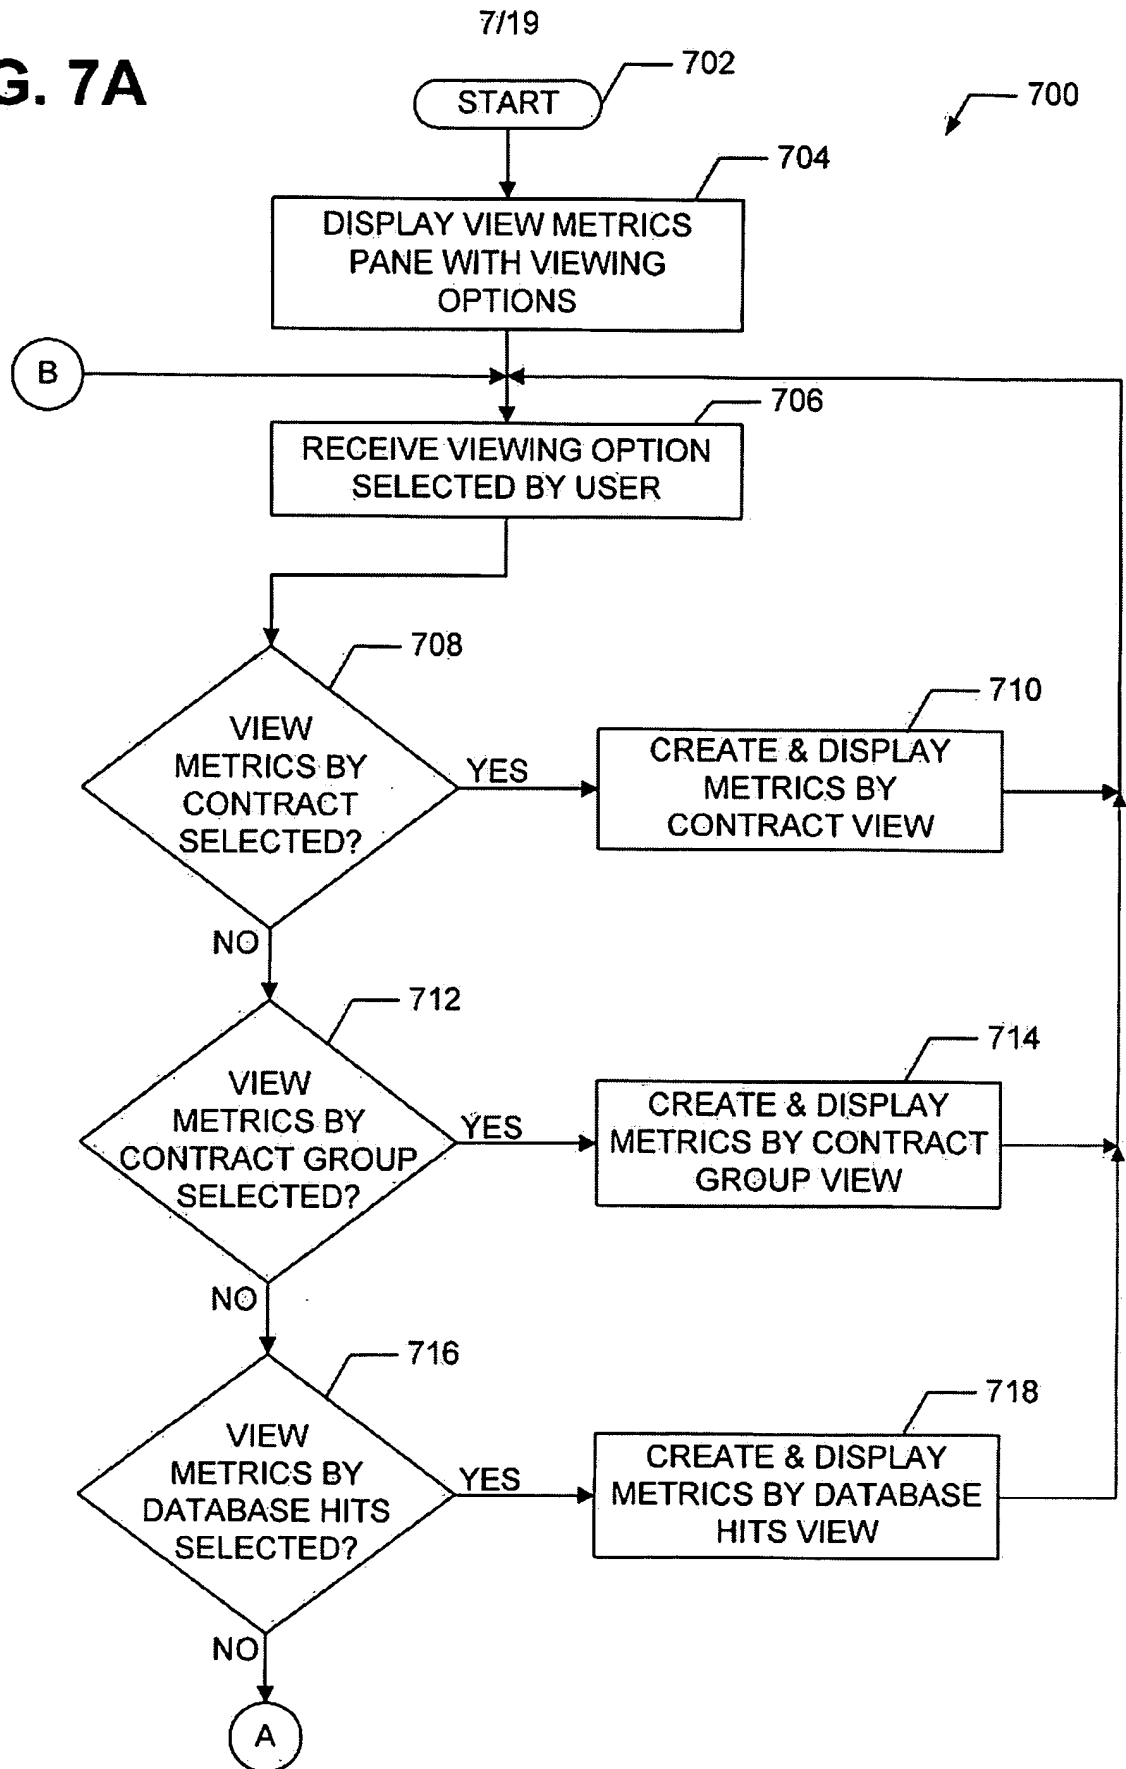 7/19
G. 7A
702
START
700
704
DISPLAY VIEW METRICS
PANE WITH VIEWING
OPTIONS
B
706
RECEIVE VIEWING OPTION
SELECTED BY USER
708
VIEW
METRICS BY
CONTRACT
SELECTED?
YES
710
CREATE & DISPLAY
METRICS BY
CONTRACT VIEW
NO
712
VIEW
METRICS BY
CONTRACT GROUP
SELECTED?
YES
714
CREATE & DISPLAY
METRICS BY CONTRACT
GROUP VIEW
NO
716
VIEW
METRICS BY
DATABASE HITS
SELECTED?
YES
718
CREATE & DISPLAY
METRICS BY DATABASE
HITS VIEW
NO
A